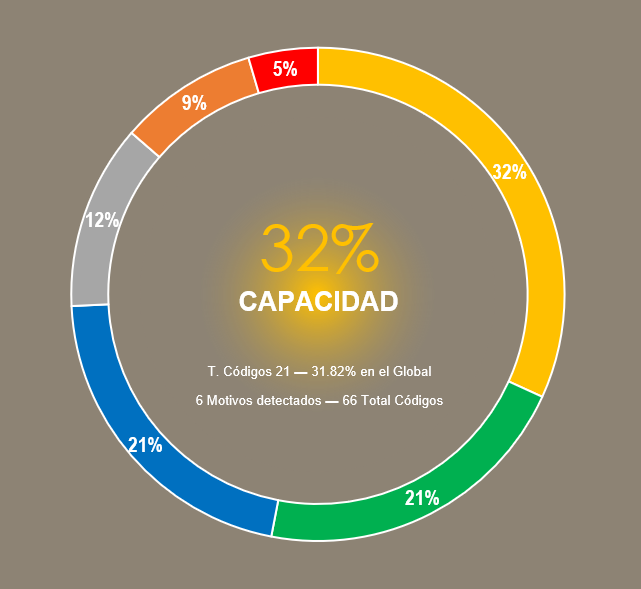 5%
9%
32%
12%
32%
CAPACIDAD
T. Códigos 21 — 31.82% en el Global
6 Motivos detectados — 66 Total Códigos
21%
21%